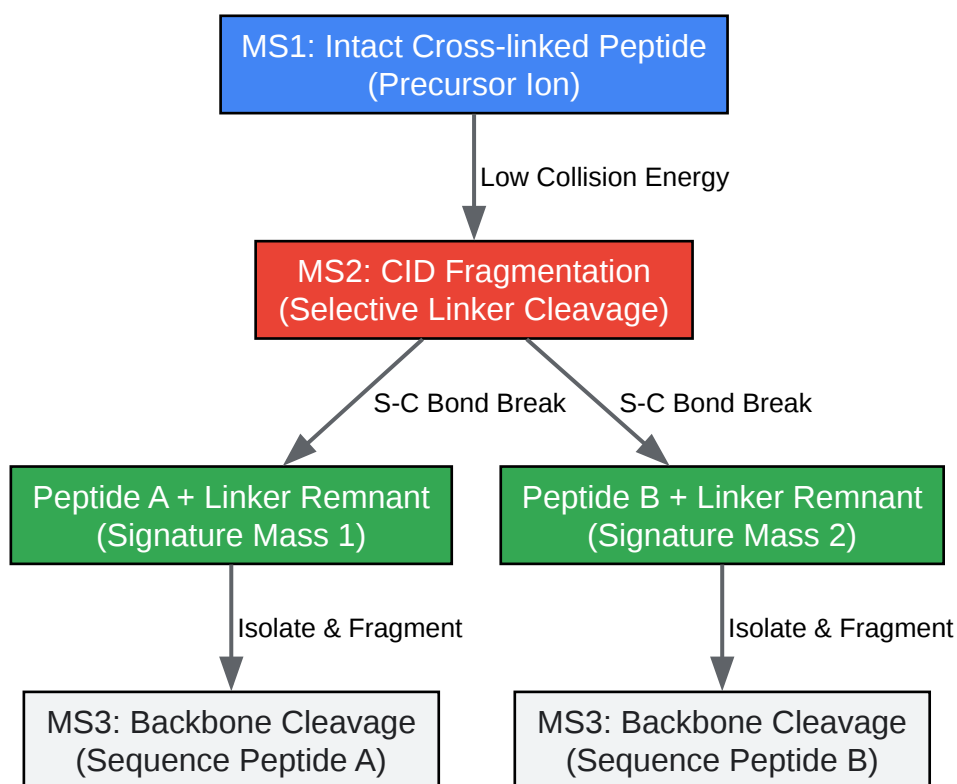 MS1: Intact Cross-linked Peptide
(Precursor Ion)
Low Collision Energy
MS2: CID Fragmentation
(Selective Linker Cleavage)
S-C Bond Break
S-C Bond Break
Peptide A + Linker Remnant
(Signature Mass 1)
Peptide B + Linker Remnant
(Signature Mass 2)
Isolate & Fragment
Isolate & Fragment
MS3: Backbone Cleavage
(Sequence Peptide A)
MS3: Backbone Cleavage
(Sequence Peptide B)